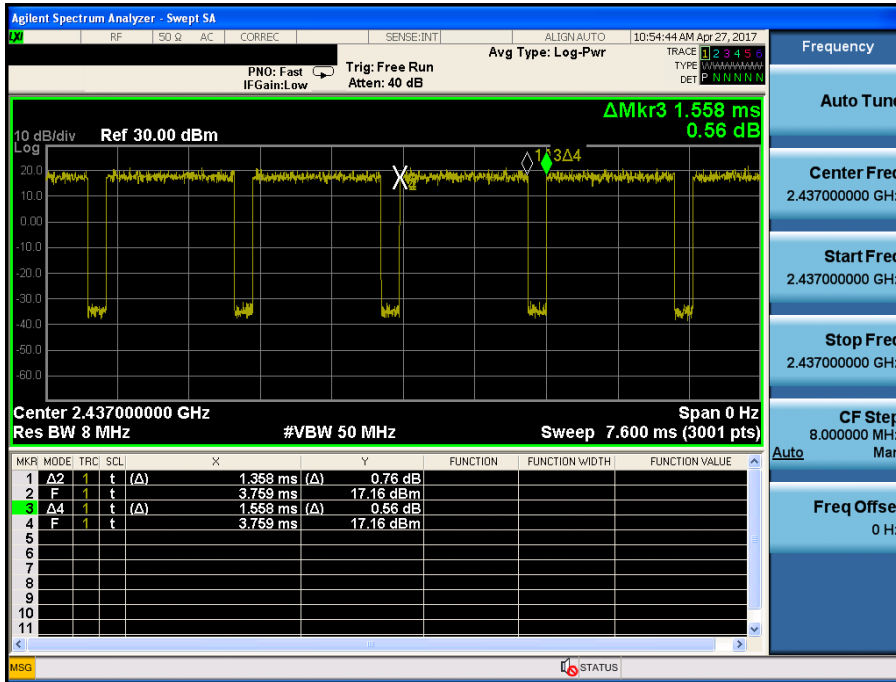 Agilent Spectrum Analyzer - Swept SA
LXI RF 50 Ω AC CORREC SENSE:INT ALIGN AUTO 10:54:44 AM Apr 27, 2017
Avg Type: Log-Pwr
TRACE 1 2 3 4 5 6
TYPE WWWWWW
DET P N N N N N
PNO: Fast
IFGain:Low
Trig: Free Run
Atten: 40 dB
ΔMkr3 1.558 ms
0.56 dB
10 dB/div
Log
Ref 30.00 dBm
20.0
10.0
0.00
-10.0
-20.0
-30.0
-40.0
-50.0
-60.0
3Δ4
Center 2.437000000 GHz
Span 0 Hz
Res BW 8 MHz
#VBW 50 MHz
Sweep 7.600 ms (3001 pts)
MKR MODE TRC SCL X Y FUNCTION FUNCTION WIDTH FUNCTION VALUE
1 Δ2 1 t (Δ) 1.358 ms (Δ) 0.76 dB
2 F 1 t 3.759 ms 17.16 dBm
3 Δ4 1 t (Δ) 1.558 ms (Δ) 0.56 dB
4 F 1 t 3.759 ms 17.16 dBm
5
6
7
8
9
10
11
MSG
STATUS
Frequency
Auto Tune
Center Freq
2.437000000 GHz
Start Freq
2.437000000 GHz
Stop Freq
2.437000000 GHz
CF Step
8.000000 MHz
Auto Man
Freq Offset
0 Hz